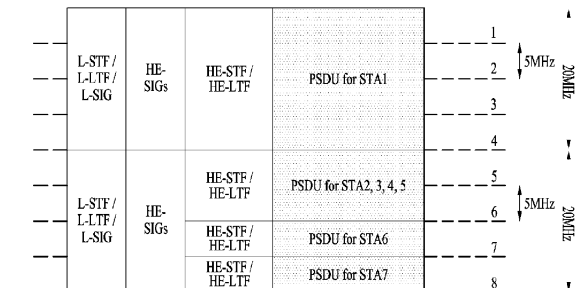 L-STF /
L-LTF /
L-SIG
HE-
SIGs
HE-STF /
HE-LTF
PSDU for STA1
1
2
3
4
5MHz
20MHz
L-STF /
L-LTF /
L-SIG
HE-
SIGs
HE-STF /
HE-LTF
PSDU for STA2, 3, 4, 5
HE-STF /
HE-LTF
PSDU for STA6
HE-STF /
HE-LTF
PSDU for STA7
5
6
7
8
5MHz
20MHz